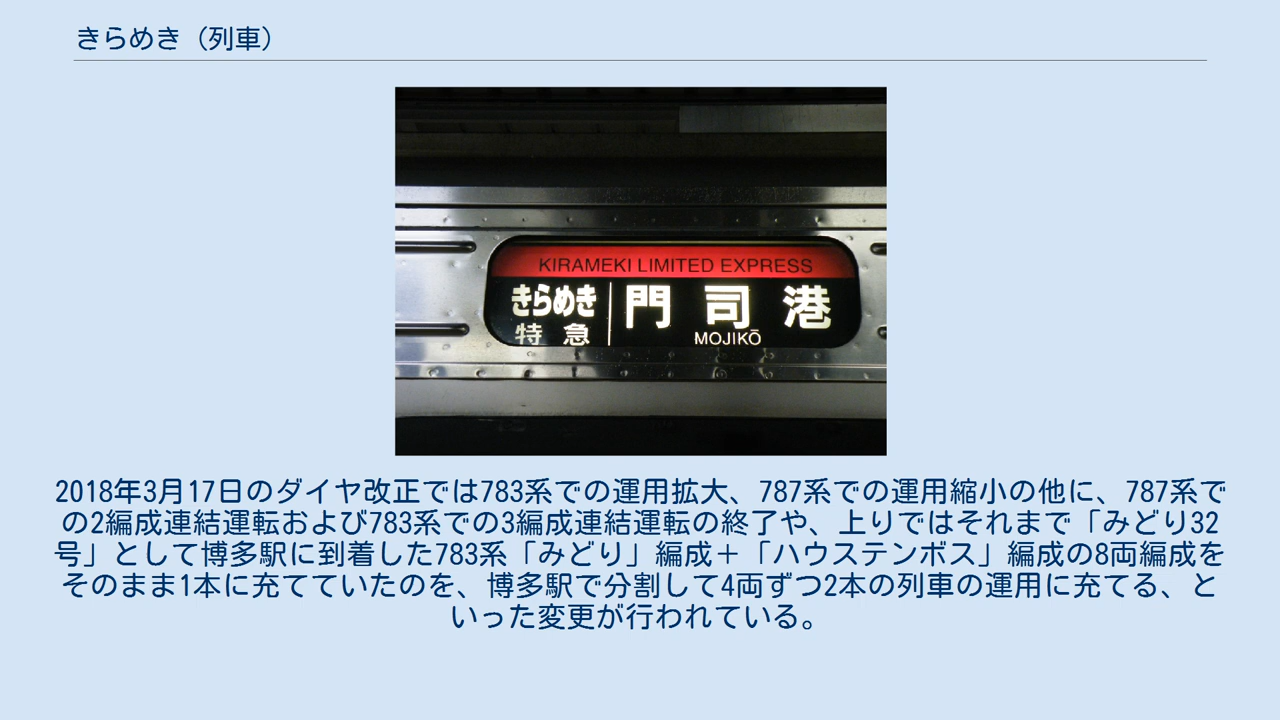 きらめき（列車）
KIRAMEKI LIMITED EXPRESS
きらめき 門司港
特急 MOJIKŌ
2018年3月17日のダイヤ改正では783系での運用拡大、787系での運用縮小の他に、787系で
の2編成連結運転および783系での3編成連結運転の終了や、上りではそれまで「みどり32
号」として博多駅に到着した783系「みどり」編成＋「ハウステンボス」編成の8両編成を
そのまま1本に充てていたのを、博多駅で分割して4両ずつ2本の列車の運用に充てる、と
いった変更が行われている。